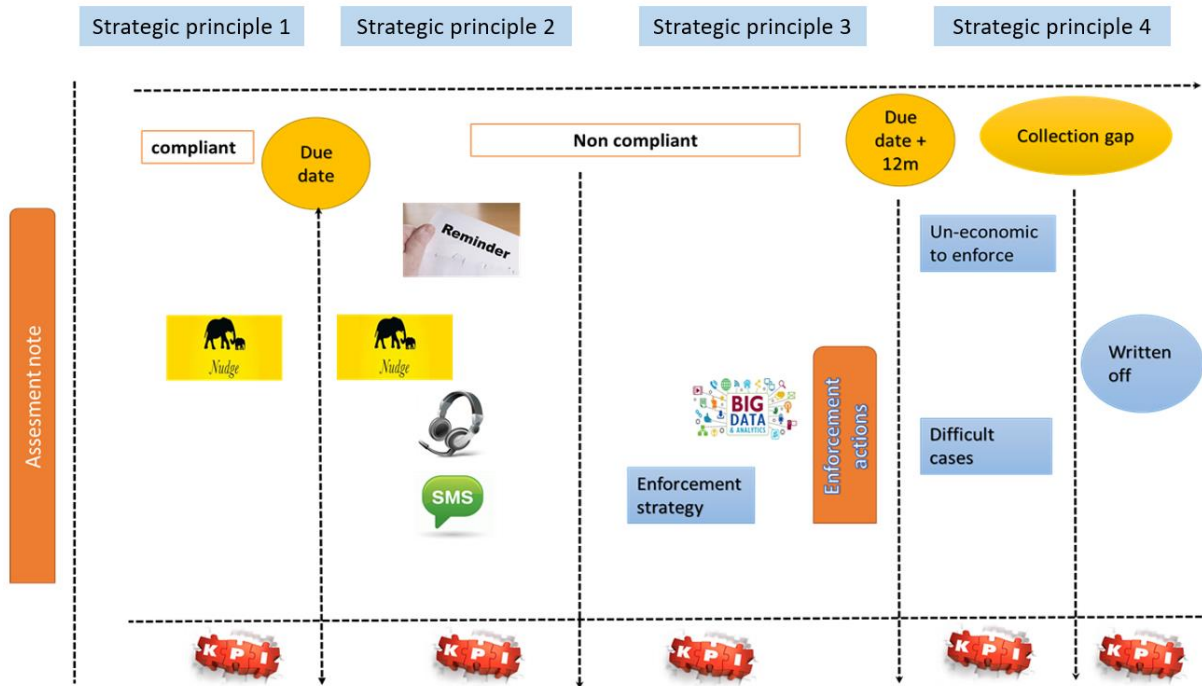 Strategic principle 1
Strategic principle 2
Strategic principle 3
Strategic principle 4
compliant
Due
date
Non compliant
Due
date +
12m
Collection gap
Assesment note
Reminder
Un-economic
to enforce
Nudge
Nudge
Written
off
BIG
DATA
& ANALYTICS
Enforcement
actions
Difficult
cases
SMS
Enforcement
strategy
KPI
KPI
KPI
KPI
KPI